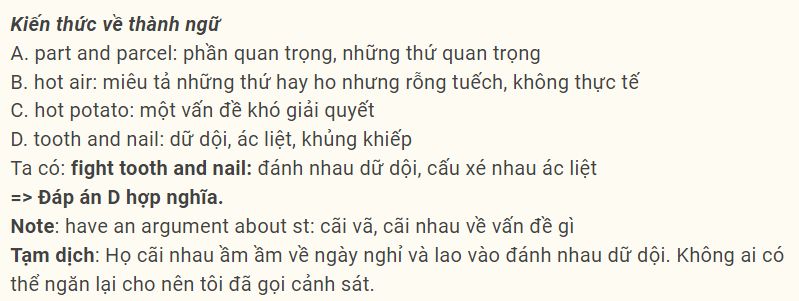 Kiến thức về thành ngữ
A. part and parcel: phần quan trọng, những thứ quan trọng
B. hot air: miêu tả những thứ hay ho nhưng rỗng tuếch, không thực tế
C. hot potato: một vấn đề khó giải quyết
D. tooth and nail: dữ dội, ác liệt, khủng khiếp
Ta có: fight tooth and nail: đánh nhau dữ dội, cấu xé nhau ác liệt
=> Đáp án D hợp nghĩa.
Note: have an argument about st: cãi vã, cãi nhau về vấn đề gì
Tạm dịch: Họ cãi nhau ầm ầm về ngày nghỉ và lao vào đánh nhau dữ dội. Không ai có
thể ngăn lại cho nên tôi đã gọi cảnh sát.